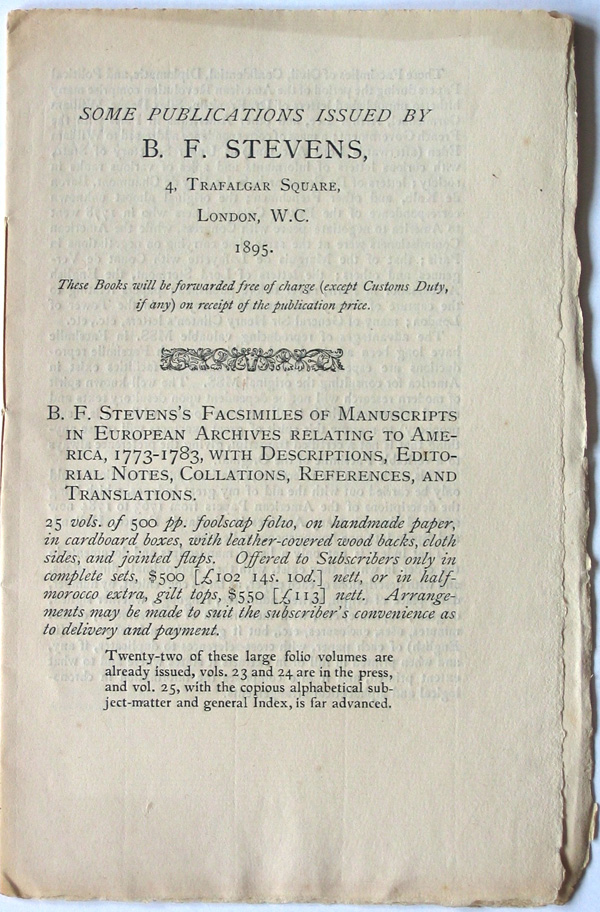 SOME PUBLICATIONS ISSUED BY
B. F. STEVENS,
4, TRAFALGAR SQUARE,
LONDON, W.C.
1895.
These Books will be forwarded free of charge (except Customs Duty,
if any) on receipt of the publication price.
B. F. STEVENS'S FACSIMILES OF MANUSCRIPTS
IN EUROPEAN ARCHIVES RELATING TO AME-
RICA, 1773-1783, WITH DESCRIPTIONS, EDITO-
RIAL NOTES, COLLATIONS, REFERENCES, AND
TRANSLATIONS.
25 vols. of 500 pp. foolscap folio, on handmade paper,
in cardboard boxes, with leather-covered wood backs, cloth
sides, and jointed flaps. Offered to Subscribers only in
complete sets, $500 [£102 14s. 10d.] nett, or in half-
morocco extra, gilt tops, $550 [£113] nett. Arrange-
ments may be made to suit the subscriber's convenience as
to delivery and payment.
Twenty-two of these large folio volumes are
already issued, vols. 23 and 24 are in the press,
and vol. 25, with the copious alphabetical sub-
ject-matter and general Index, is far advanced.